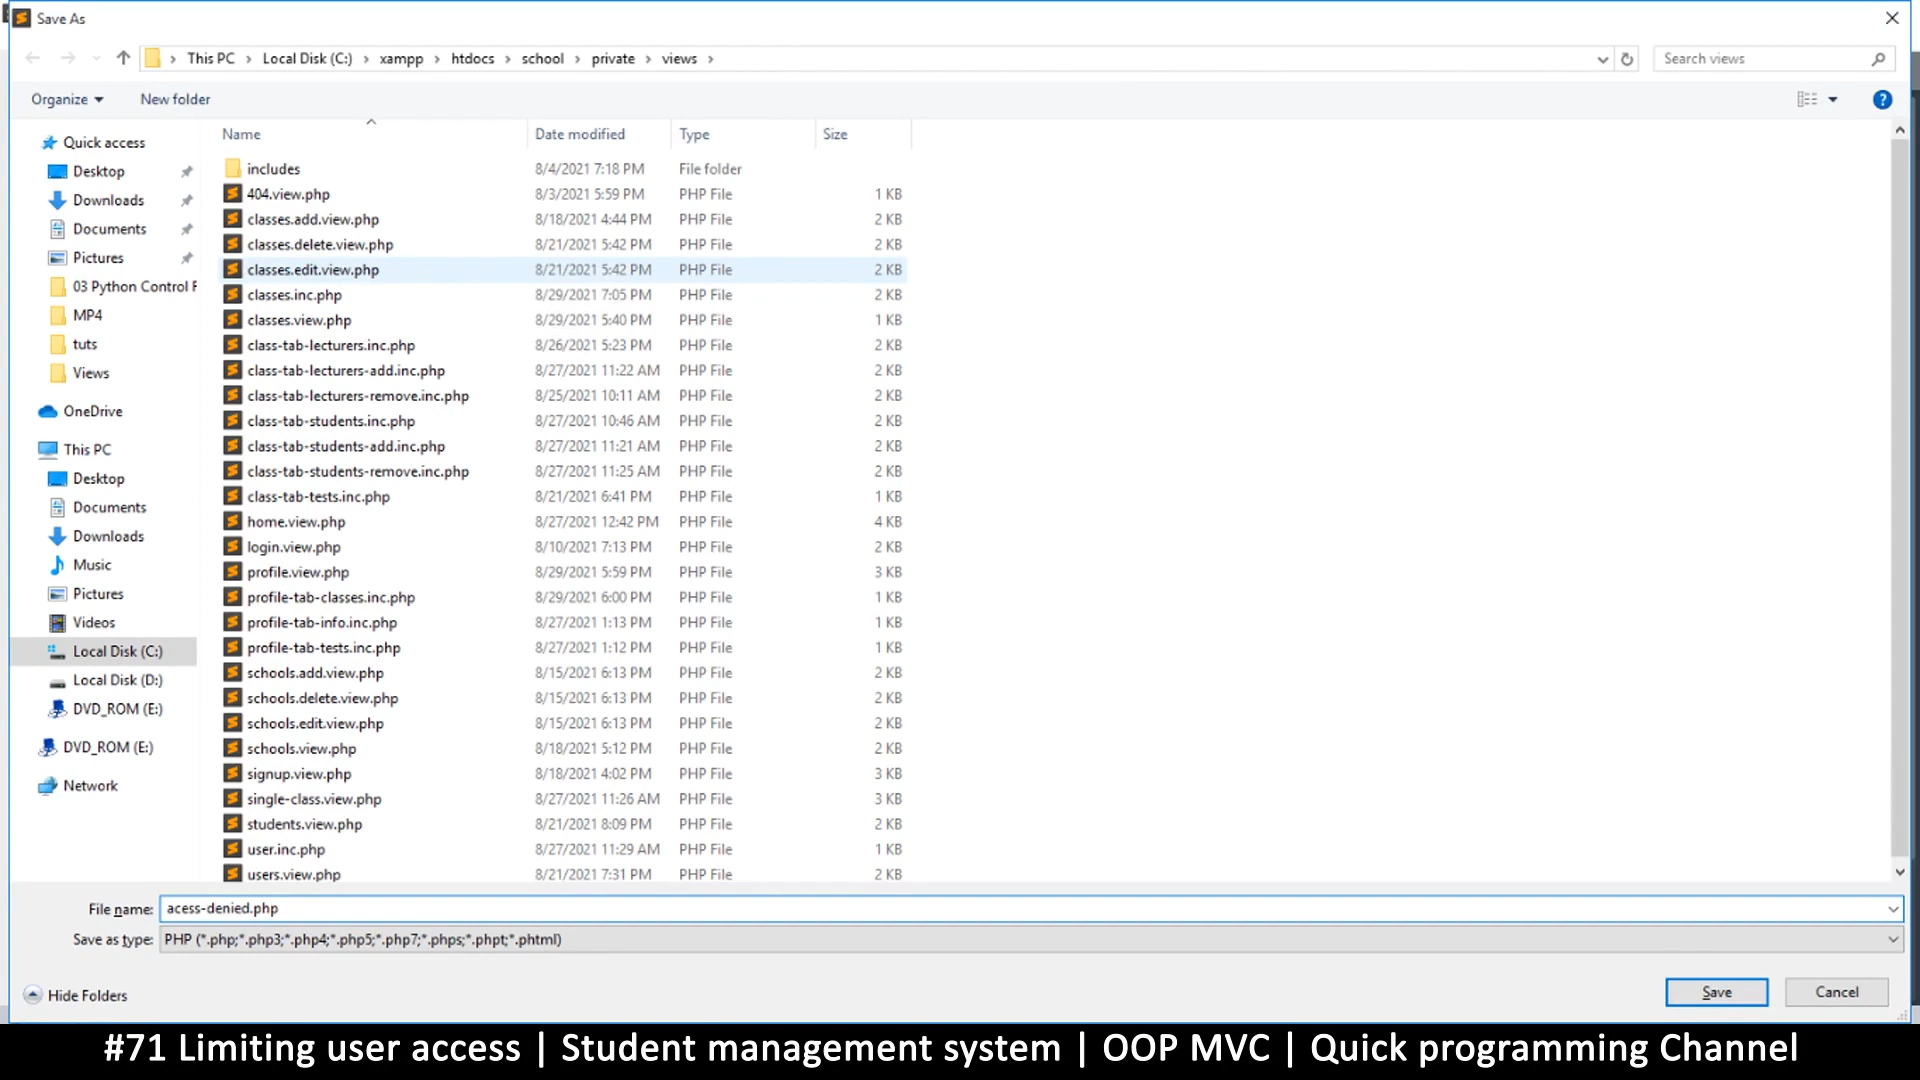 Save As
This PC > Local Disk (C:) > xampp > htdocs > school > private > views >
Search views
Organize
New folder
Name
Date modified
Type
Size
Quick access
Desktop
Downloads
Documents
Pictures
03 Python Control F
MP4
tuts
Views
OneDrive
This PC
Desktop
Documents
Downloads
Music
Pictures
Videos
Local Disk (C:)
Local Disk (D:)
DVD_ROM (E:)
DVD_ROM (E:)
Network
includes 8/4/2021 7:18 PM File folder
404.view.php 8/3/2021 5:59 PM PHP File 1 KB
classes.add.view.php 8/18/2021 4:44 PM PHP File 2 KB
classes.delete.view.php 8/21/2021 5:42 PM PHP File 2 KB
classes.edit.view.php 8/21/2021 5:42 PM PHP File 2 KB
classes.inc.php 8/29/2021 7:05 PM PHP File 2 KB
classes.view.php 8/29/2021 5:40 PM PHP File 1 KB
class-tab-lecturers.inc.php 8/26/2021 5:23 PM PHP File 2 KB
class-tab-lecturers-add.inc.php 8/27/2021 11:22 AM PHP File 2 KB
class-tab-lecturers-remove.inc.php 8/25/2021 10:11 AM PHP File 2 KB
class-tab-students.inc.php 8/27/2021 10:46 AM PHP File 2 KB
class-tab-students-add.inc.php 8/27/2021 11:21 AM PHP File 2 KB
class-tab-students-remove.inc.php 8/27/2021 11:25 AM PHP File 2 KB
class-tab-tests.inc.php 8/21/2021 6:41 PM PHP File 1 KB
home.view.php 8/27/2021 12:42 PM PHP File 4 KB
login.view.php 8/10/2021 7:13 PM PHP File 2 KB
profile.view.php 8/29/2021 5:59 PM PHP File 3 KB
profile-tab-classes.inc.php 8/29/2021 6:00 PM PHP File 1 KB
profile-tab-info.inc.php 8/27/2021 1:13 PM PHP File 1 KB
profile-tab-tests.inc.php 8/27/2021 1:12 PM PHP File 1 KB
schools.add.view.php 8/15/2021 6:13 PM PHP File 2 KB
schools.delete.view.php 8/15/2021 6:13 PM PHP File 2 KB
schools.edit.view.php 8/15/2021 6:13 PM PHP File 2 KB
schools.view.php 8/18/2021 5:12 PM PHP File 2 KB
signup.view.php 8/18/2021 4:02 PM PHP File 3 KB
single-class.view.php 8/27/2021 11:26 AM PHP File 3 KB
students.view.php 8/21/2021 8:09 PM PHP File 2 KB
user.inc.php 8/27/2021 11:29 AM PHP File 1 KB
users.view.php 8/21/2021 7:31 PM PHP File 2 KB
File name: acess-denied.php
Save as type: PHP (*.php;*.php3;*.php4;*.php5;*.php7;*.phps;*.phpt;*.phtml)
Hide Folders
Save
Cancel
#71 Limiting user access | Student management system | OOP MVC | Quick programming Channel